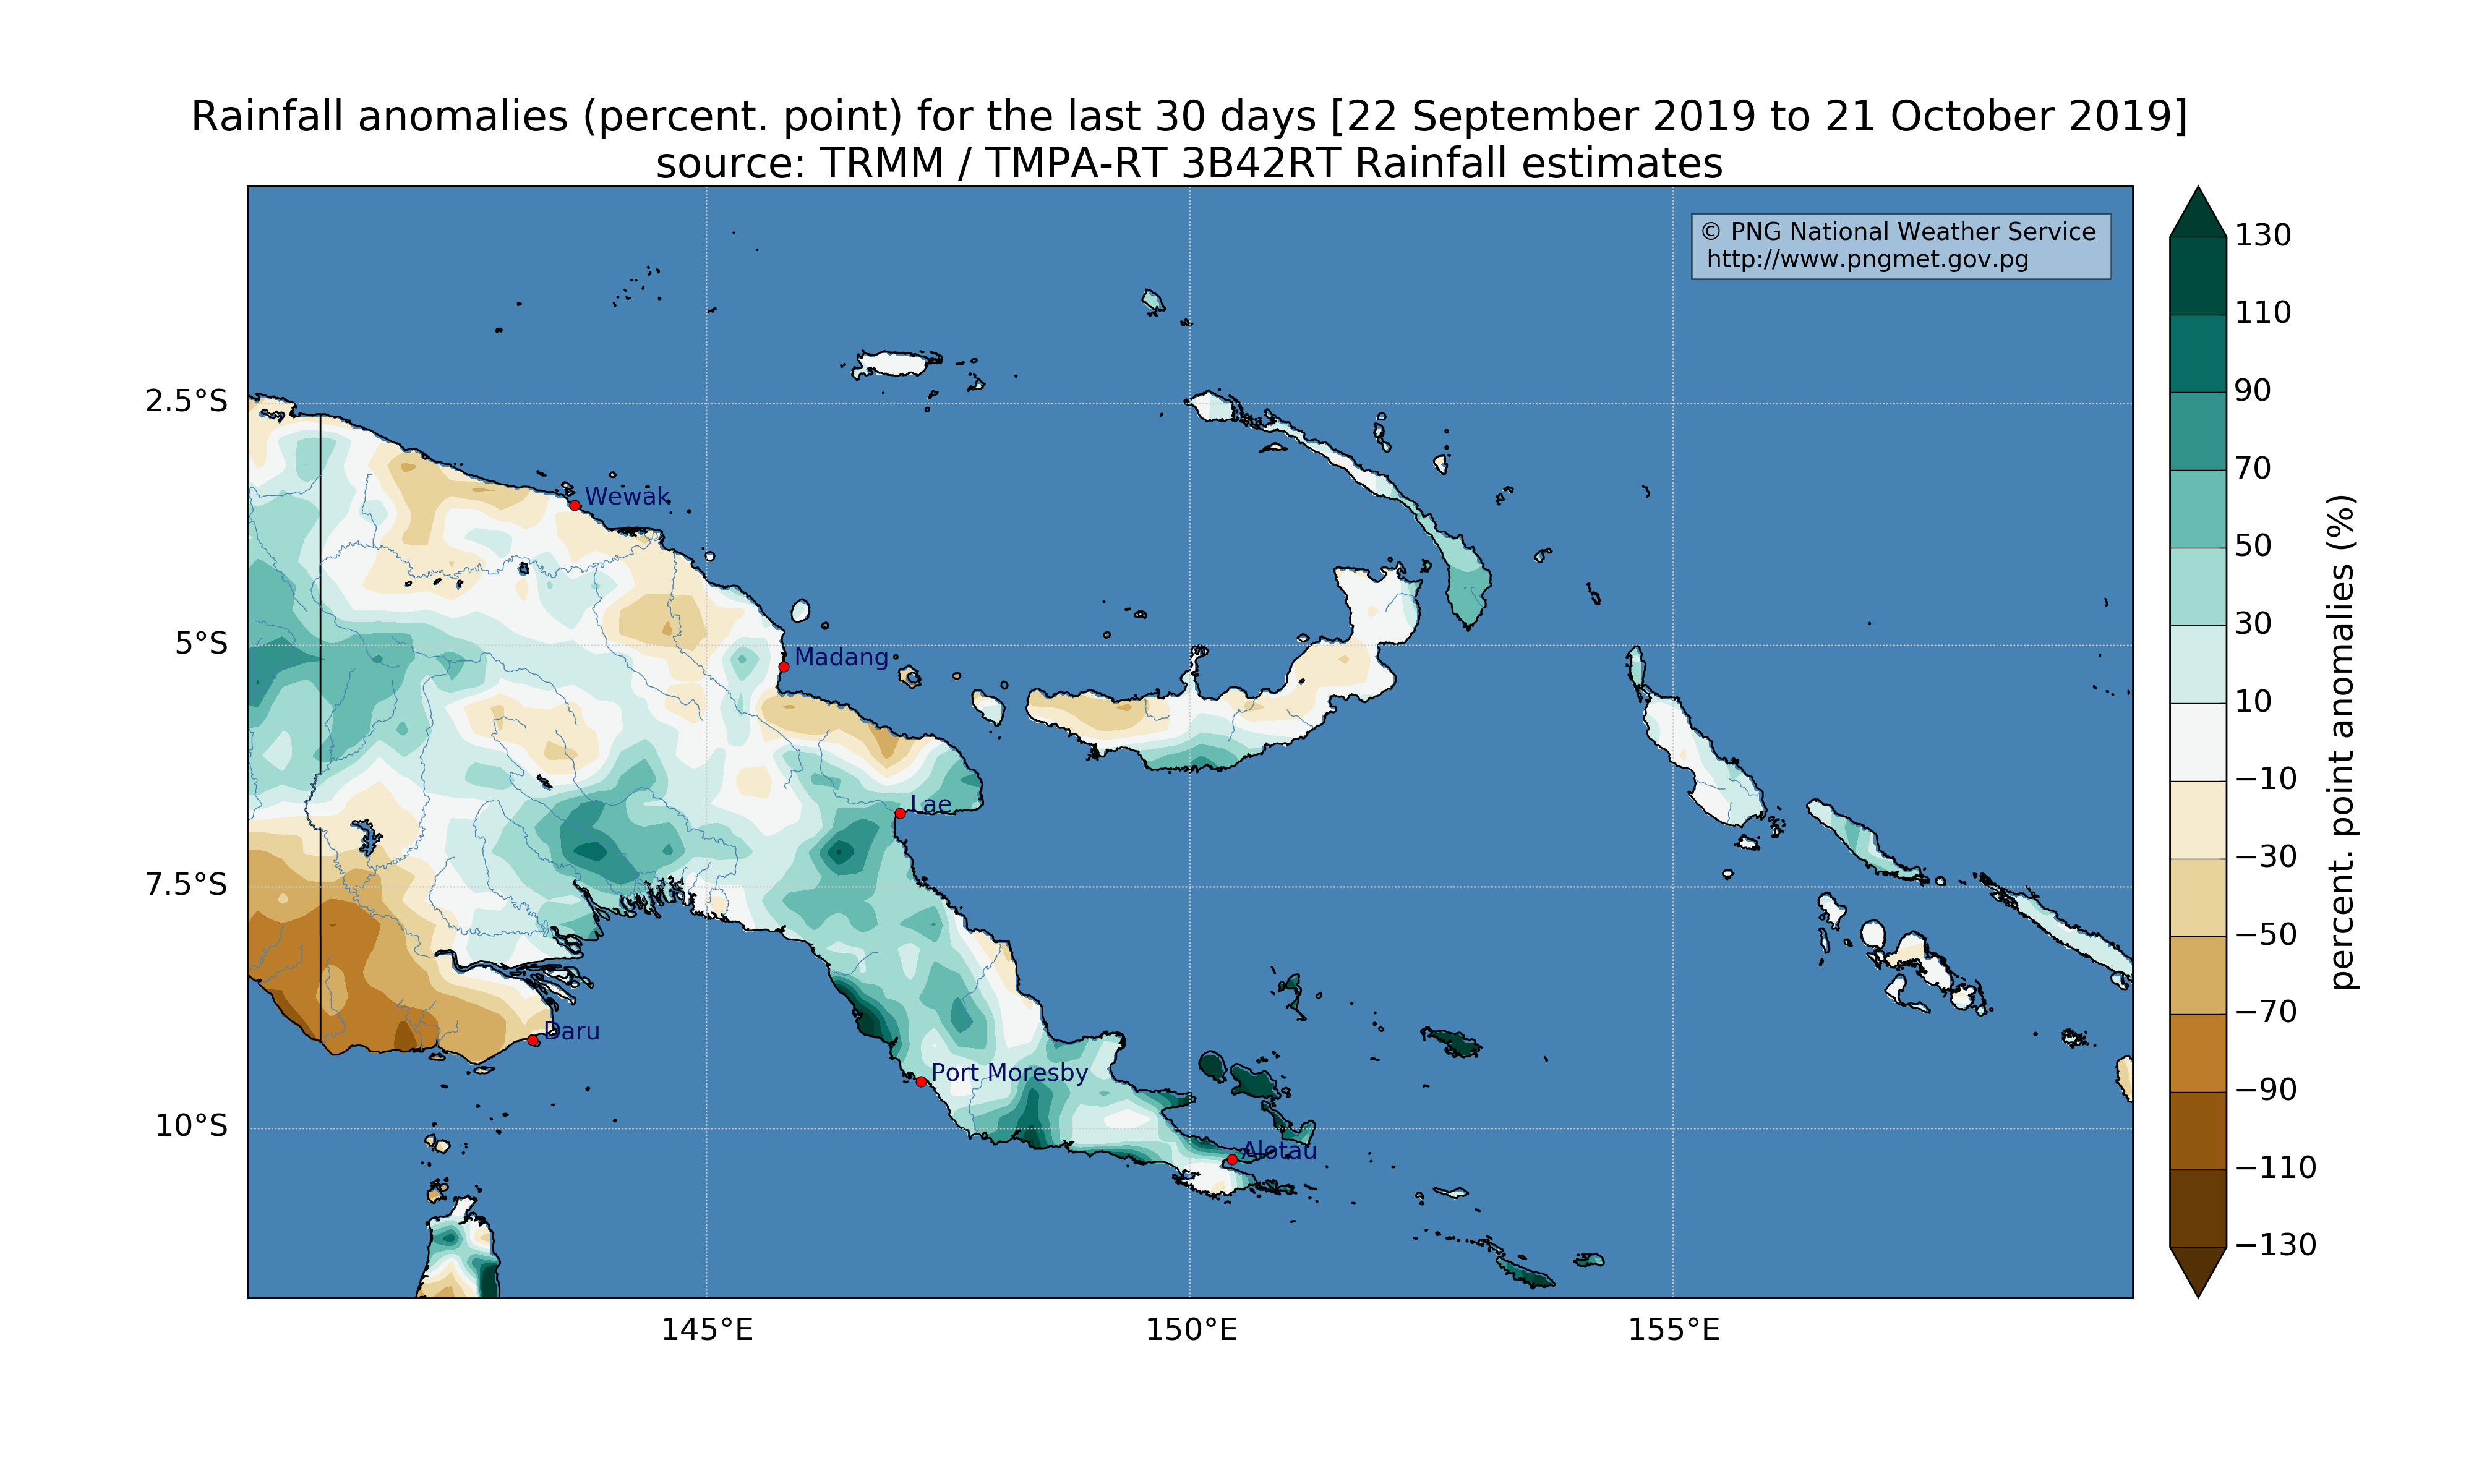 Rainfall anomalies (percent. point) for the last 30 days [22 September 2019 to 21 October 2019]
source: TRMM / TMPA-RT 3B42RT Rainfall estimates
© PNG National Weather Service
http://www.pngmet.gov.pg
130
110
90
70
50
30
10
−10
−30
−50
−70
−90
−110
−130
percent. point anomalies (%)
2.5°S
5°S
7.5°S
10°S
Wewak
Madang
Lae
Daru
Port Moresby
Alotau
145°E
150°E
155°E